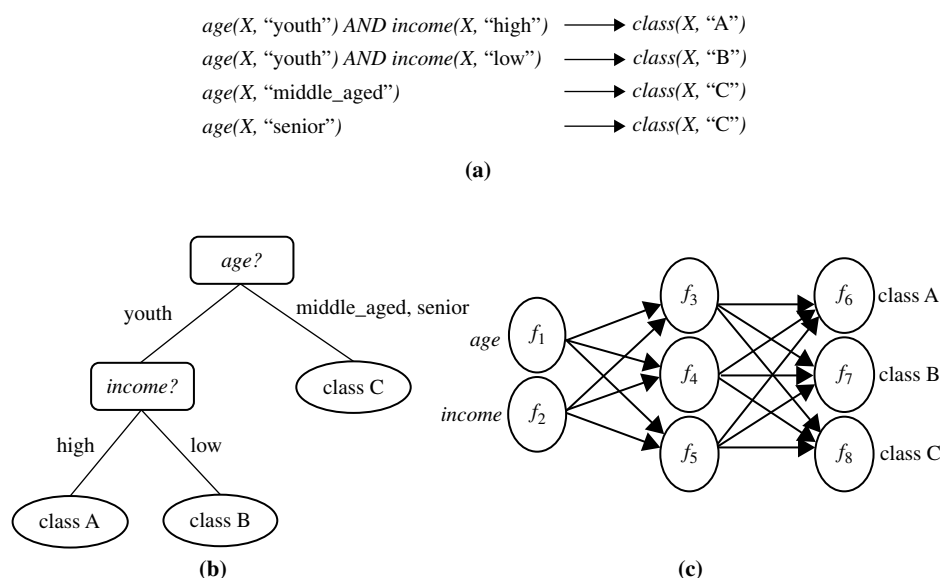 age(X, “youth”) AND income(X, “high”) class(X, “A”)
age(X, “youth”) AND income(X, “low”) class(X, “B”)
age(X, “middle_aged”) class(X, “C”)
age(X, “senior”) class(X, “C”)
(a)
age?
youth
middle_aged, senior
income?
class C
high
low
class A
class B
(b)
age
income
f1
f2
f3
f4
f5
f6
f7
f8
class A
class B
class C
(c)